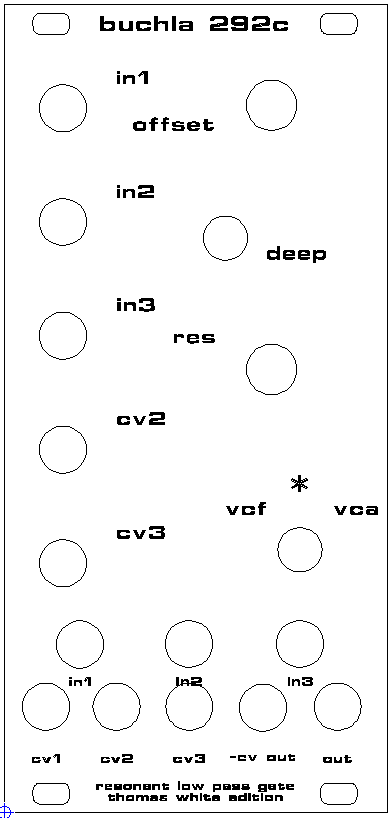 buchla 292c
in1
offset
in2
deep
in3
res
cv2
*
vcf vca
cv3
in1 in2 in3
cv1 cv2 cv3 -cv out out
resonant low pass gate
thomas white edition